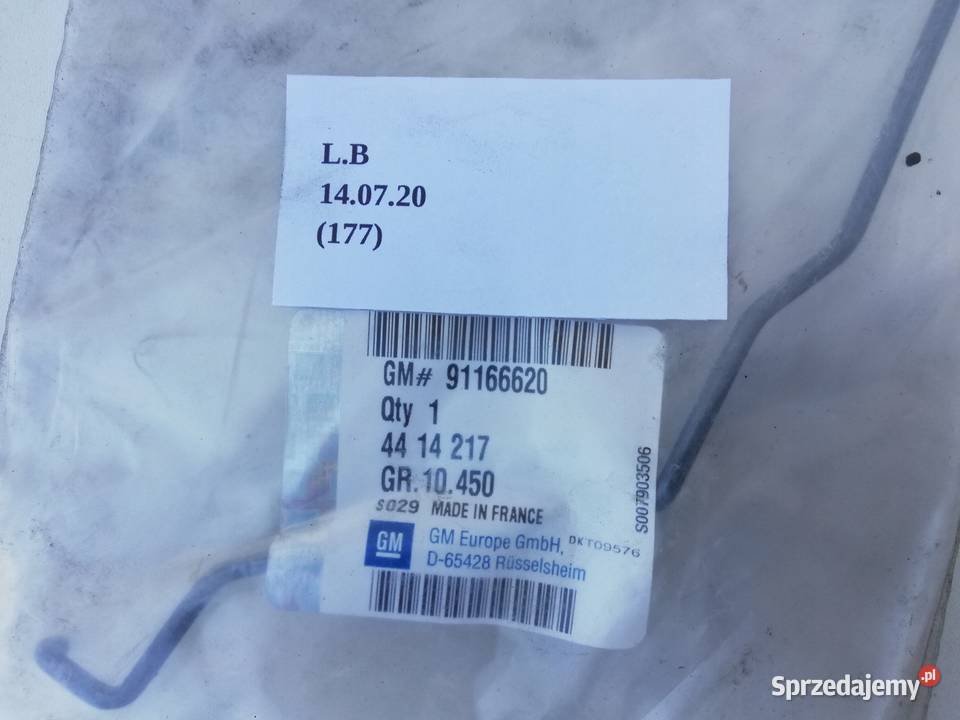 L.B
14.07.20
(177)
GM# 91166620
Qty 1
44 14 217
GR.10.450
S029 MADE IN FRANCE
GM
GM Europe GmbH, DKT09576
D-65428 Rüsselsheim
S007903506
Sprzedajemy.pl